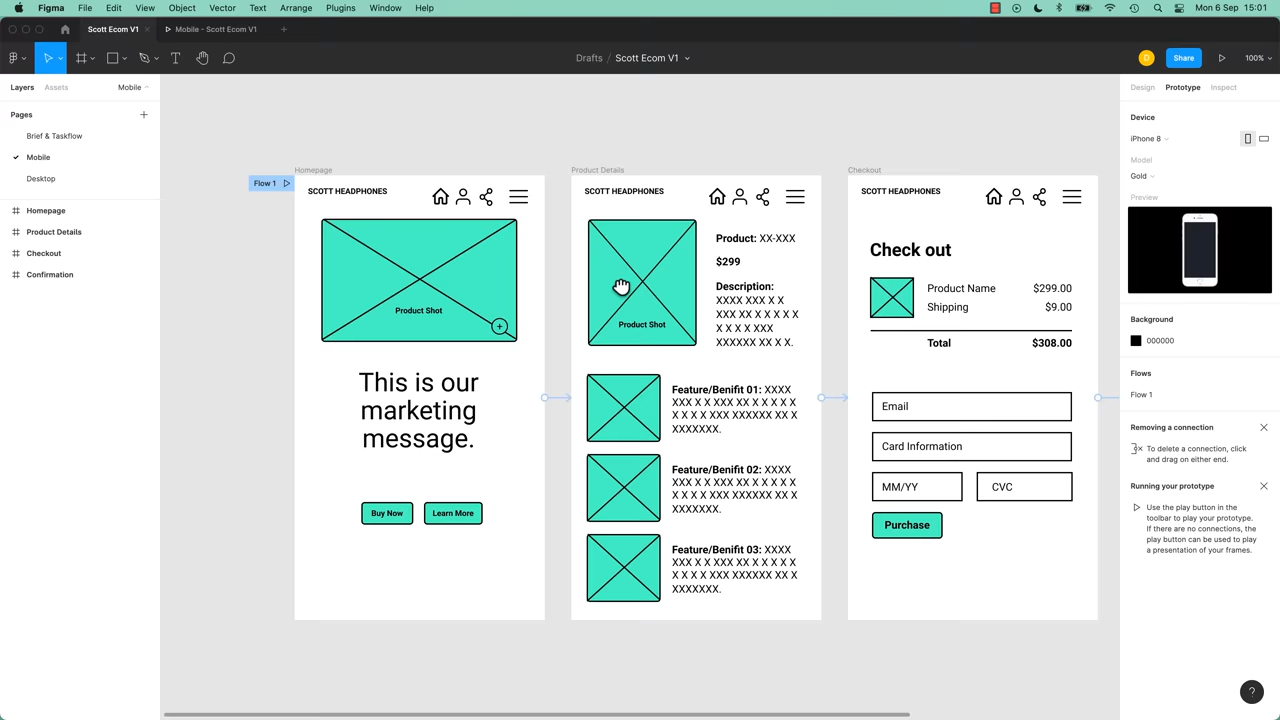 Figma File Edit View Object Vector Text Arrange Plugins Window Help Mon 6 Sep 15:01
Scott Ecom V1 Mobile - Scott Ecom V1
Drafts / Scott Ecom V1 D Share 100%
Layers Assets Mobile
Pages
Brief & Taskflow
Mobile
Desktop
Homepage
Product Details
Checkout
Confirmation
Homepage
Flow 1
SCOTT HEADPHONES
Product Shot
This is our
marketing
message.
Buy Now Learn More
Product Details
SCOTT HEADPHONES
Product Shot
Product: XX-XXX
$299
Description:
XXXX XXX X X
XXX XX X X X X X
X X X X XXX
XXXXXX XX X X.
Feature/Benifit 01: XXXX
XXX X X XXX XX X X X X X
X X X X XXX XXXXXX XX X
XXXXXXX.
Feature/Benifit 02: XXXX
XXX X X XXX XX X X X X X
X X X X XXX XXXXXX XX X
XXXXXXX.
Feature/Benifit 03: XXXX
XXX X X XXX XX X X X X X
X X X X XXX XXXXXX XX X
XXXXXXX.
Checkout
SCOTT HEADPHONES
Check out
Product Name $299.00
Shipping $9.00
Total $308.00
Email
Card Information
MM/YY CVC
Purchase
Design Prototype Inspect
Device
iPhone 8
Model
Gold
Preview
Background
000000
Flows
Flow 1
Removing a connection
To delete a connection, click
and drag on either end.
Running your prototype
Use the play button in the
toolbar to play your prototype.
If there are no connections, the
play button can be used to play
a presentation of your frames.
?